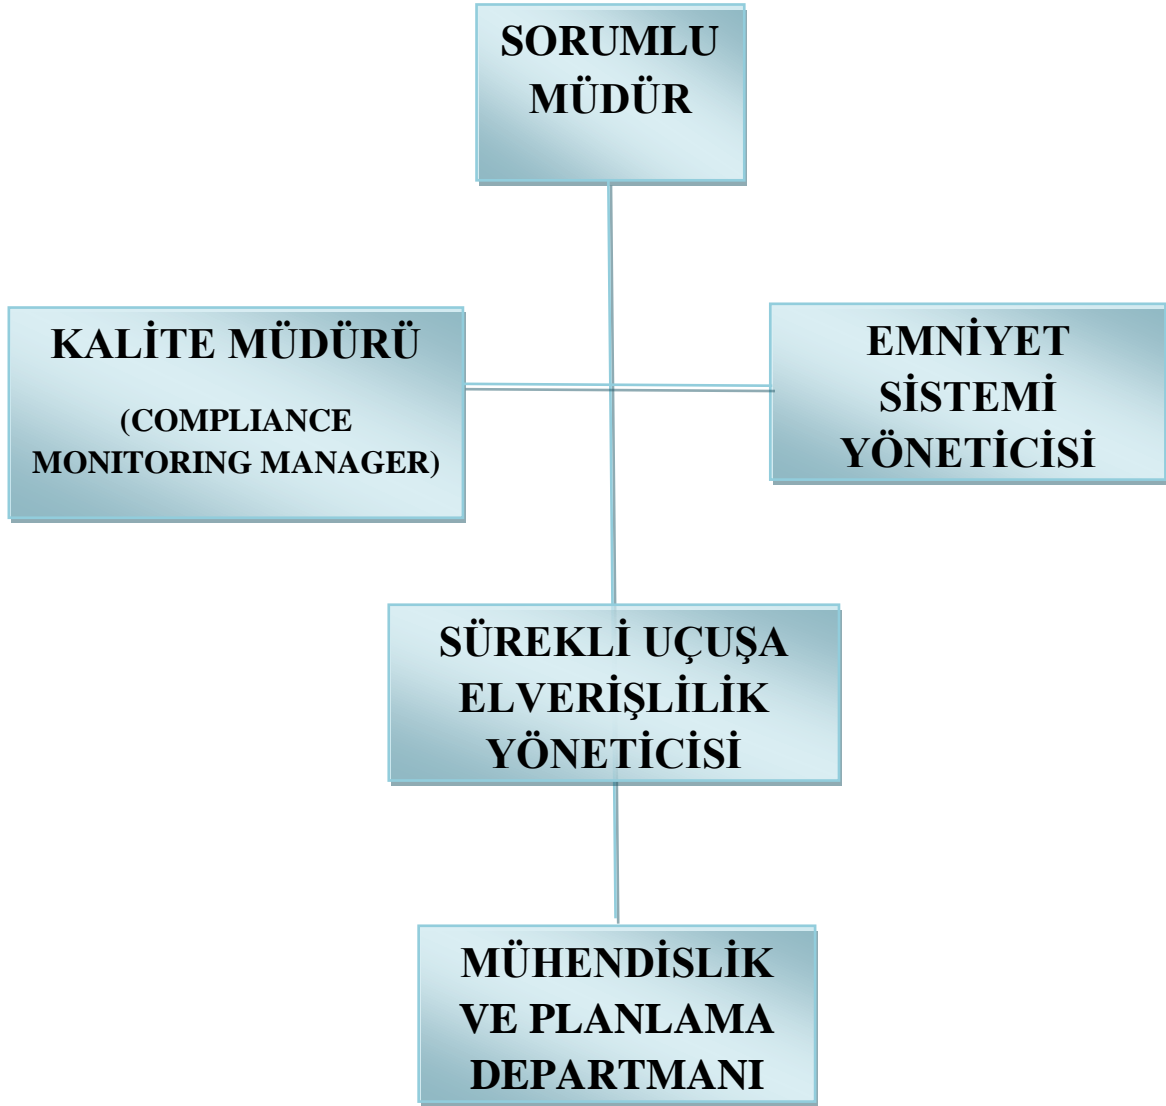 SORUMLU
MÜDÜR
KALİTE MÜDÜRÜ
(COMPLIANCE
MONITORING MANAGER)
EMNİYET
SİSTEMİ
YÖNETİCİSİ
SÜREKLİ UÇUŞA
ELVERİŞLİLİK
YÖNETİCİSİ
MÜHENDİSLİK
VE PLANLAMA
DEPARTMANI